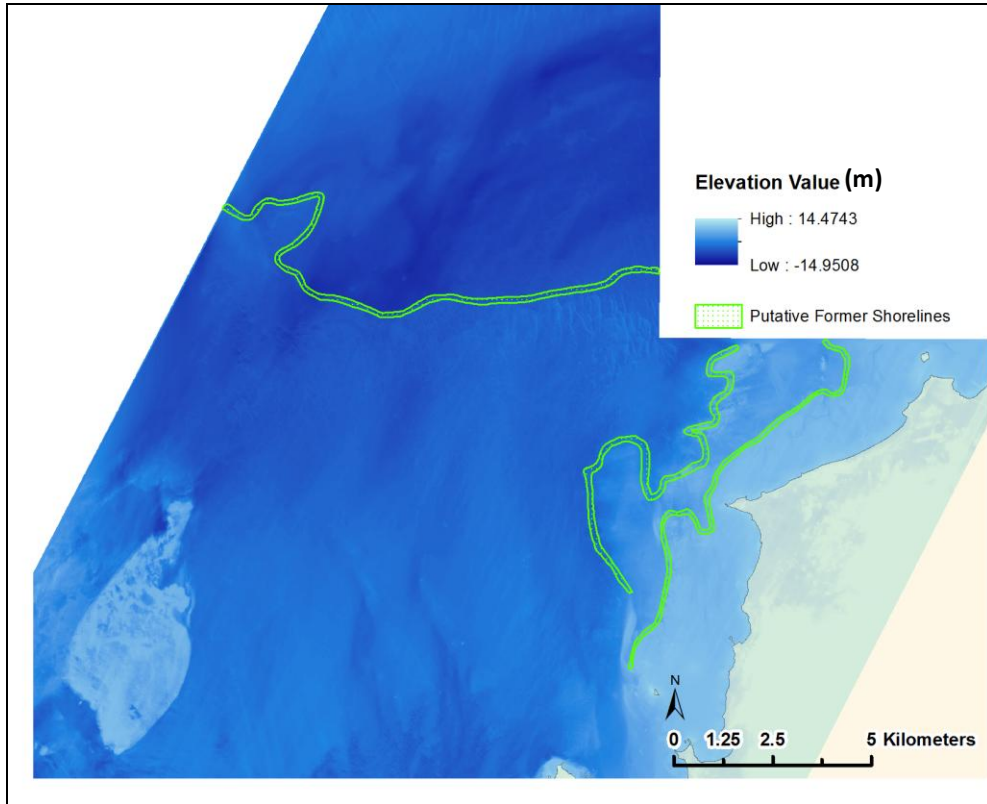 Elevation Value (m)
High : 14.4743
Low : -14.9508
Putative Former Shorelines
N
0 1.25 2.5 5 Kilometers